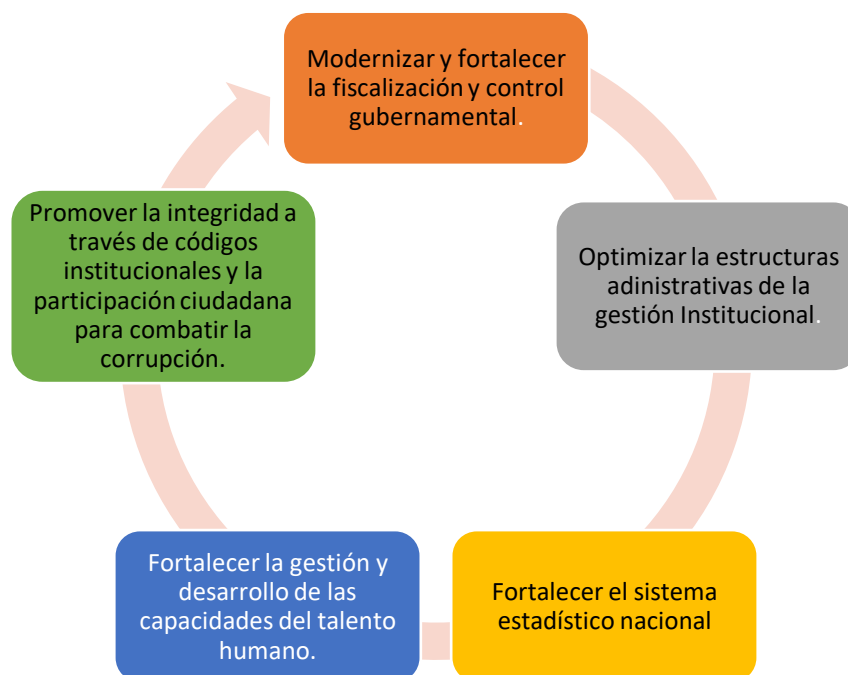 Modernizar y fortalecer
la fiscalización y control
gubernamental.
Optimizar la estructuras
adinistrativas de la
gestión Institucional.
Fortalecer el sistema
estadístico nacional
Fortalecer la gestión y
desarrollo de las
capacidades del talento
humano.
Promover la integridad a
través de códigos
institucionales y la
participación ciudadana
para combatir la
corrupción.